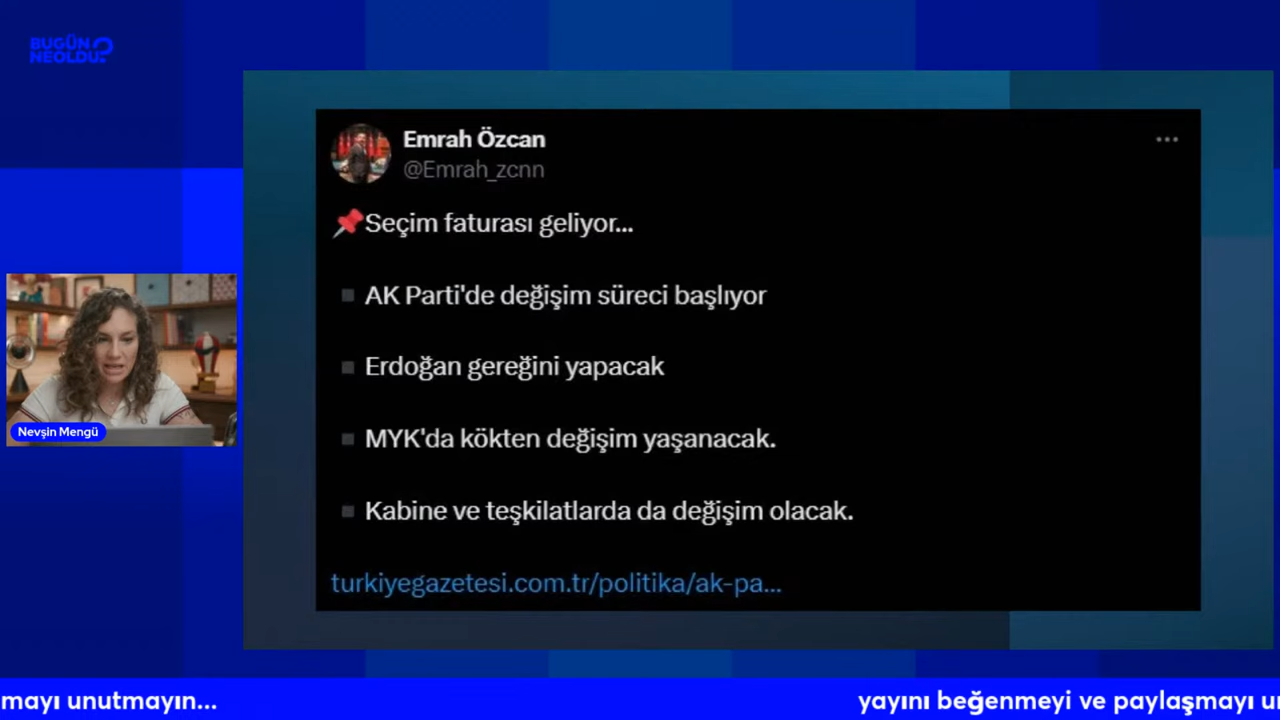 BUGÜN
NEOLDU?
Emrah Özcan
@Emrah_zcnn
📌Seçim faturası geliyor...
▪ AK Parti'de değişim süreci başlıyor
▪ Erdoğan gereğini yapacak
▪ MYK'da kökten değişim yaşanacak.
▪ Kabine ve teşkilatlarda da değişim olacak.
turkiyegazetesi.com.tr/politika/ak-pa...
Nevşin Mengü
mayı unutmayın... yayını beğenmeyi ve paylaşmayı u